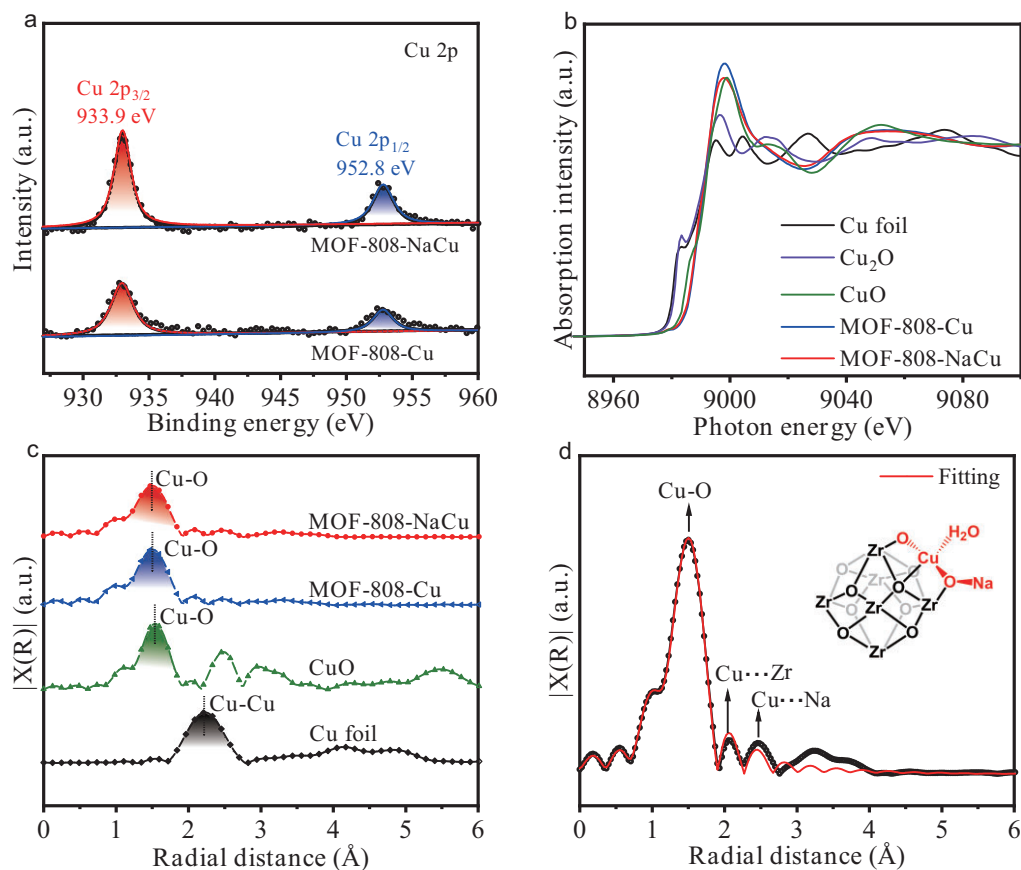 a
Cu 2p
Cu 2p3/2
933.9 eV
Cu 2p1/2
952.8 eV
MOF-808-NaCu
MOF-808-Cu
Intensity (a.u.)
930 935 940 945 950 955 960
Binding energy (eV)
b
Absorption intensity (a.u.)
Cu foil
Cu2O
CuO
MOF-808-Cu
MOF-808-NaCu
8960 9000 9040 9080
Photon energy (eV)
c
|X(R)| (a.u.)
Cu-O
MOF-808-NaCu
Cu-O
MOF-808-Cu
Cu-O
CuO
Cu-Cu
Cu foil
0 1 2 3 4 5 6
Radial distance (Å)
d
|X(R)| (a.u.)
Cu-O
Fitting
Cu···Zr
Cu···Na
O H2O
Zr Cu
Zr O Na
O O O
Zr Zr Zr
O O O
Zr
0 1 2 3 4 5 6
Radial distance (Å)